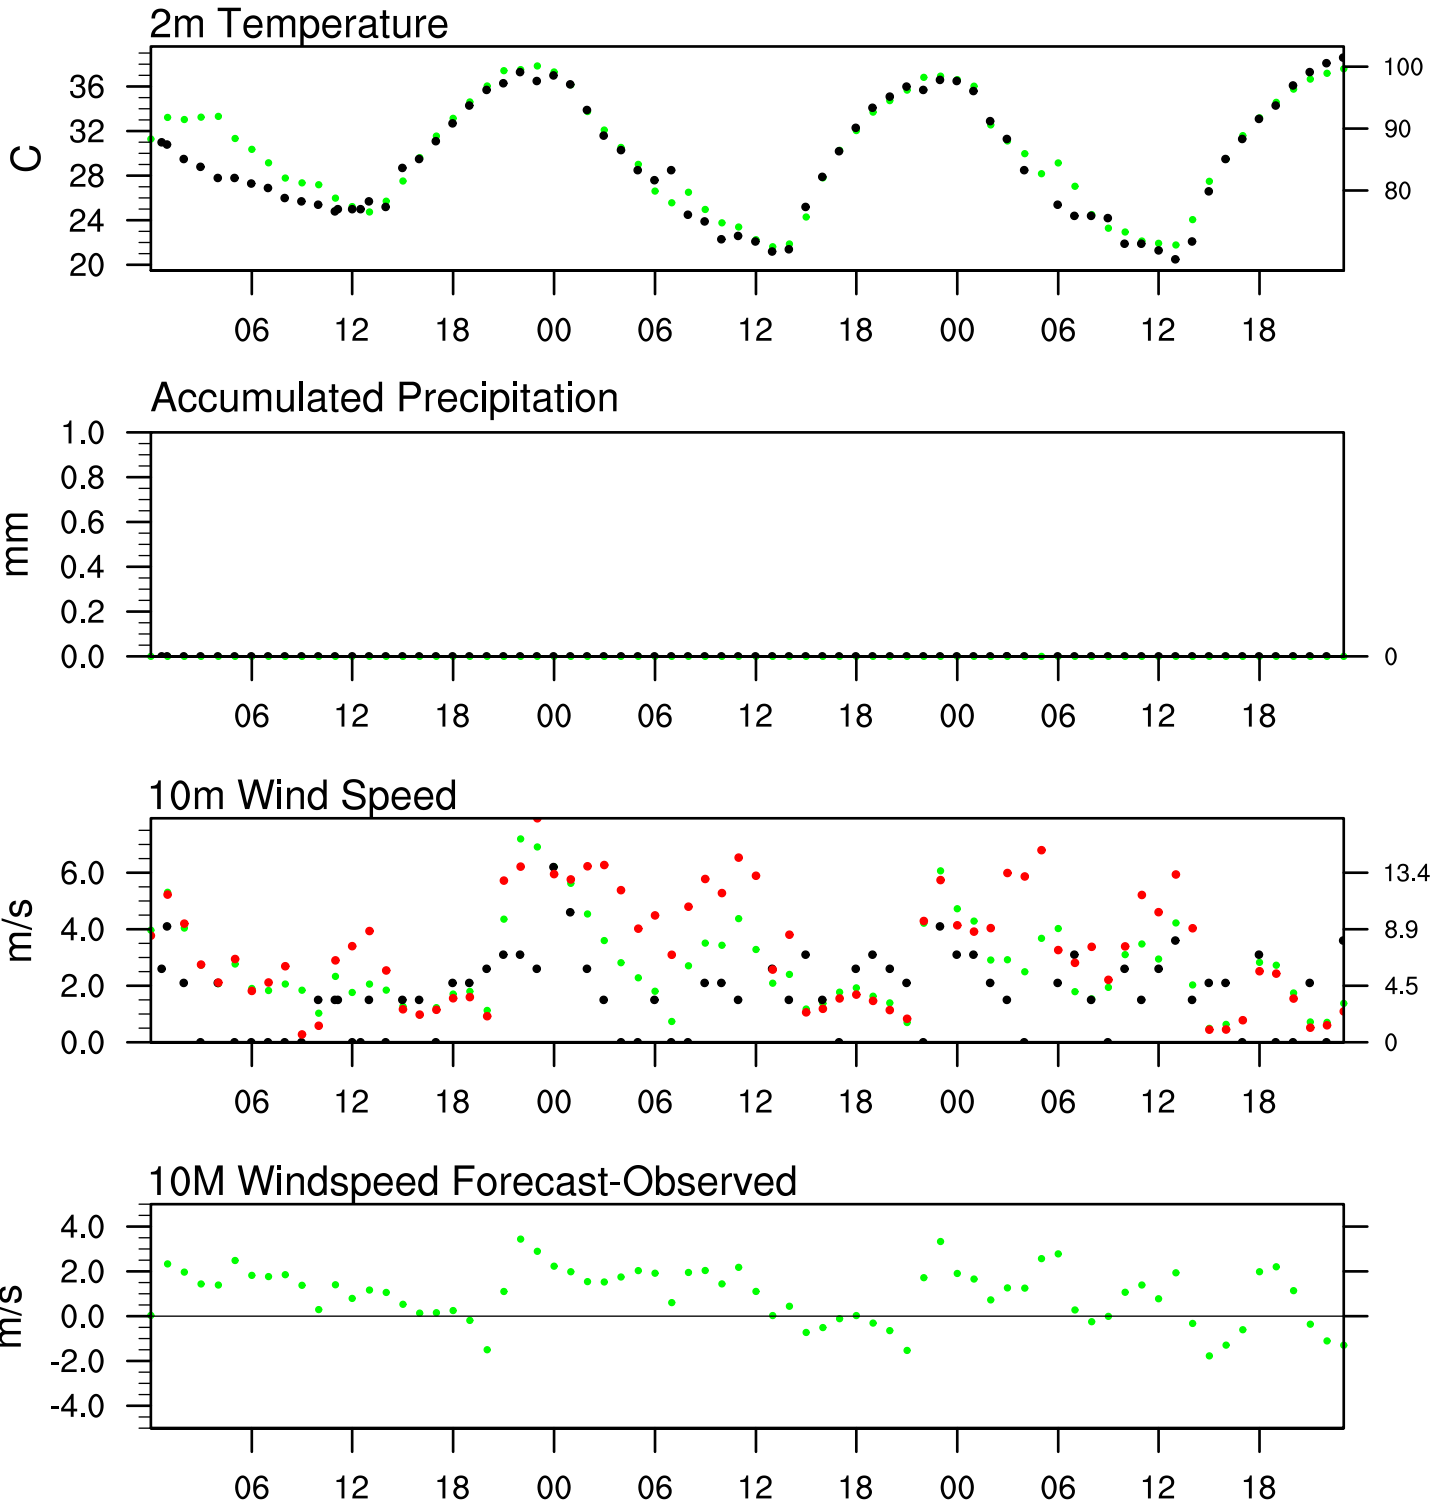 2m Temperature
36
32
28
24
20
C
100
90
80
06 12 18 00 06 12 18 00 06 12 18
Accumulated Precipitation
1.0
0.8
0.6
0.4
0.2
0.0
mm
0
06 12 18 00 06 12 18 00 06 12 18
10m Wind Speed
6.0
4.0
2.0
0.0
m/s
13.4
8.9
4.5
0
06 12 18 00 06 12 18 00 06 12 18
10M Windspeed Forecast-Observed
4.0
2.0
0.0
-2.0
-4.0
m/s
06 12 18 00 06 12 18 00 06 12 18